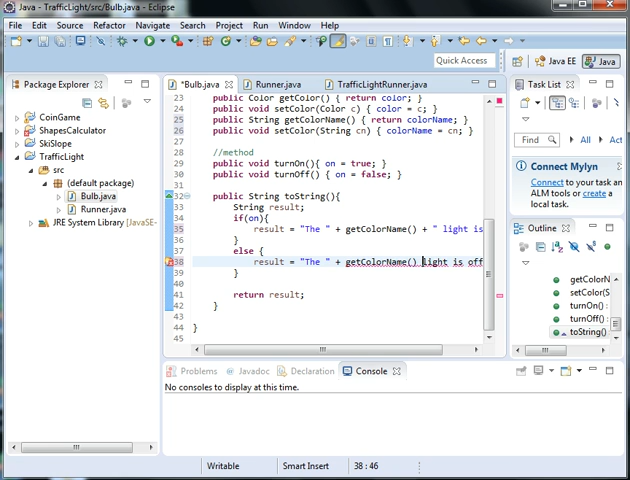 Java - TrafficLight/src/Bulb.java - Eclipse
File Edit Source Refactor Navigate Search Project Run Window Help
Quick Access
Java EE
Java
Package Explorer
CoinGame
ShapesCalculator
SkiSlope
TrafficLight
src
(default package)
Bulb.java
Runner.java
JRE System Library [JavaSE-
*Bulb.java Runner.java TrafficLightRunner.java
23 public Color getColor() { return color; }
24 public void setColor(Color c) { color = c; }
25 public String getColorName() { return colorName; }
26 public void setColor(String cn) { colorName = cn; }
27
28 //method
29 public void turnOn(){ on = true; }
30 public void turnOff() { on = false; }
31
32 public String toString(){
33 String result;
34 if(on){
35 result = "The " + getColorName() + " light is
36 }
37 else {
38 result = "The " + getColorName() light is off
39 }
40
41 return result;
42 }
43
44 }
45
Task List
Find
All
Acti
Connect Mylyn
Connect to your task an
ALM tools or create a
local task.
Outline
getColorN
setColor(S
turnOn() :
turnOff() :
toString()
Problems Javadoc Declaration Console
No consoles to display at this time.
Writable Smart Insert 38 : 46